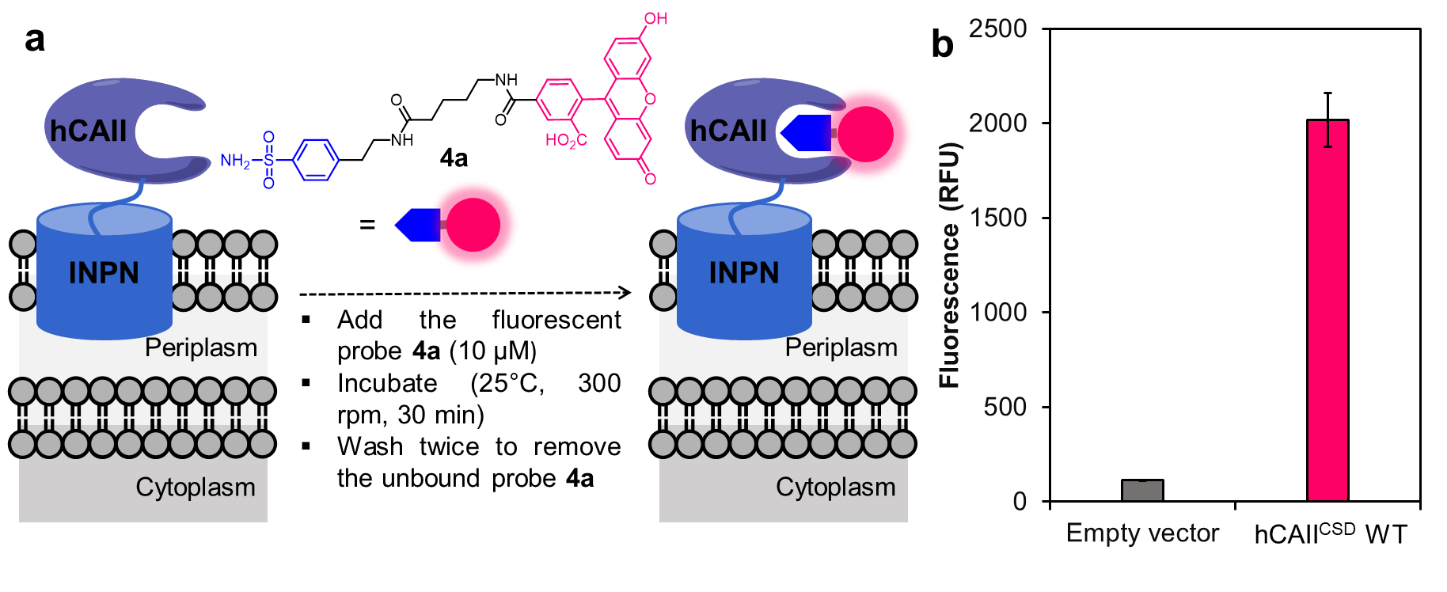 a
hCAII
INPN
Periplasm
Cytoplasm
NH2
S
O
O
O
NH
NH
O
HO2C
OH
O
O
4a
=
▪ Add the fluorescent
probe 4a (10 µM)
▪ Incubate (25°C, 300
rpm, 30 min)
▪ Wash twice to remove
the unbound probe 4a
hCAII
INPN
Periplasm
Cytoplasm
b
Fluorescence (RFU)
2500
2000
1500
1000
500
0
Empty vector
hCAIICSD WT